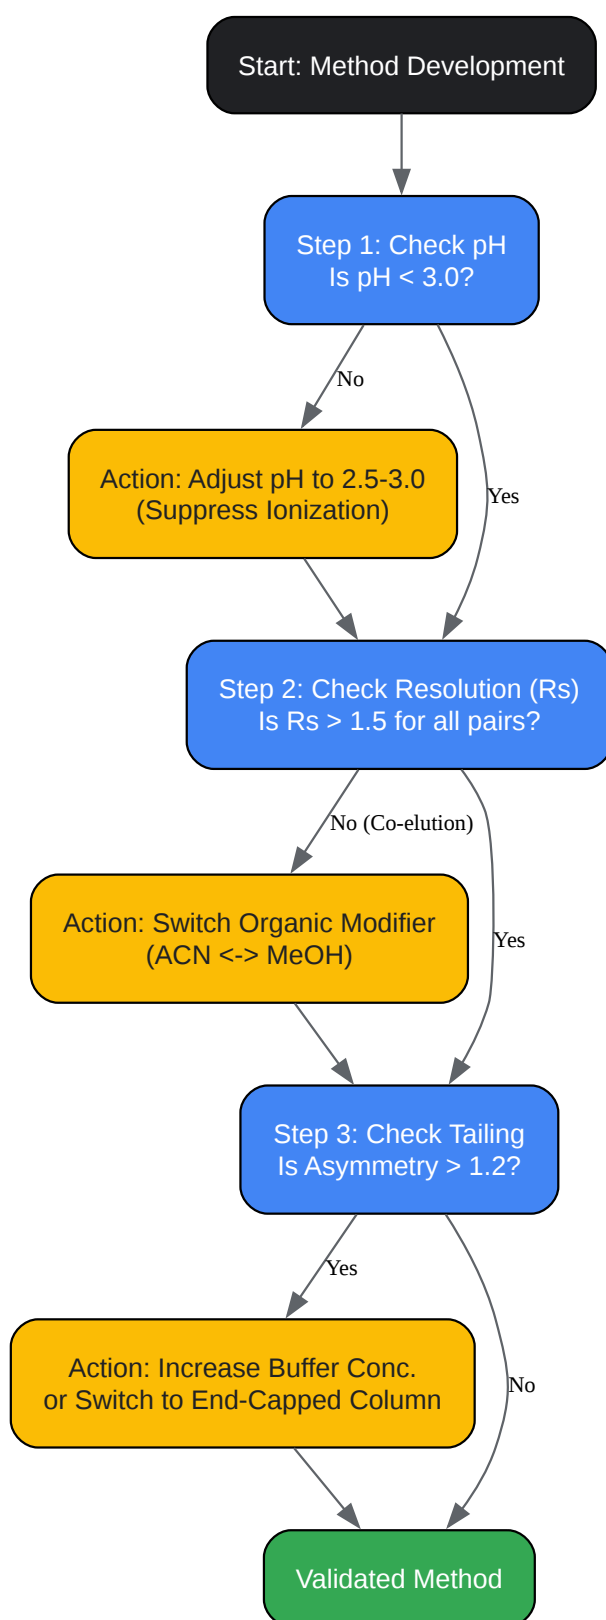 Start: Method Development
Step 1: Check pH
Is pH < 3.0?
No
Action: Adjust pH to 2.5-3.0
(Suppress Ionization)
Yes
Step 2: Check Resolution (Rs)
Is Rs > 1.5 for all pairs?
No (Co-elution)
Action: Switch Organic Modifier
(ACN <-> MeOH)
Yes
Step 3: Check Tailing
Is Asymmetry > 1.2?
Yes
Action: Increase Buffer Conc.
or Switch to End-Capped Column
No
Validated Method